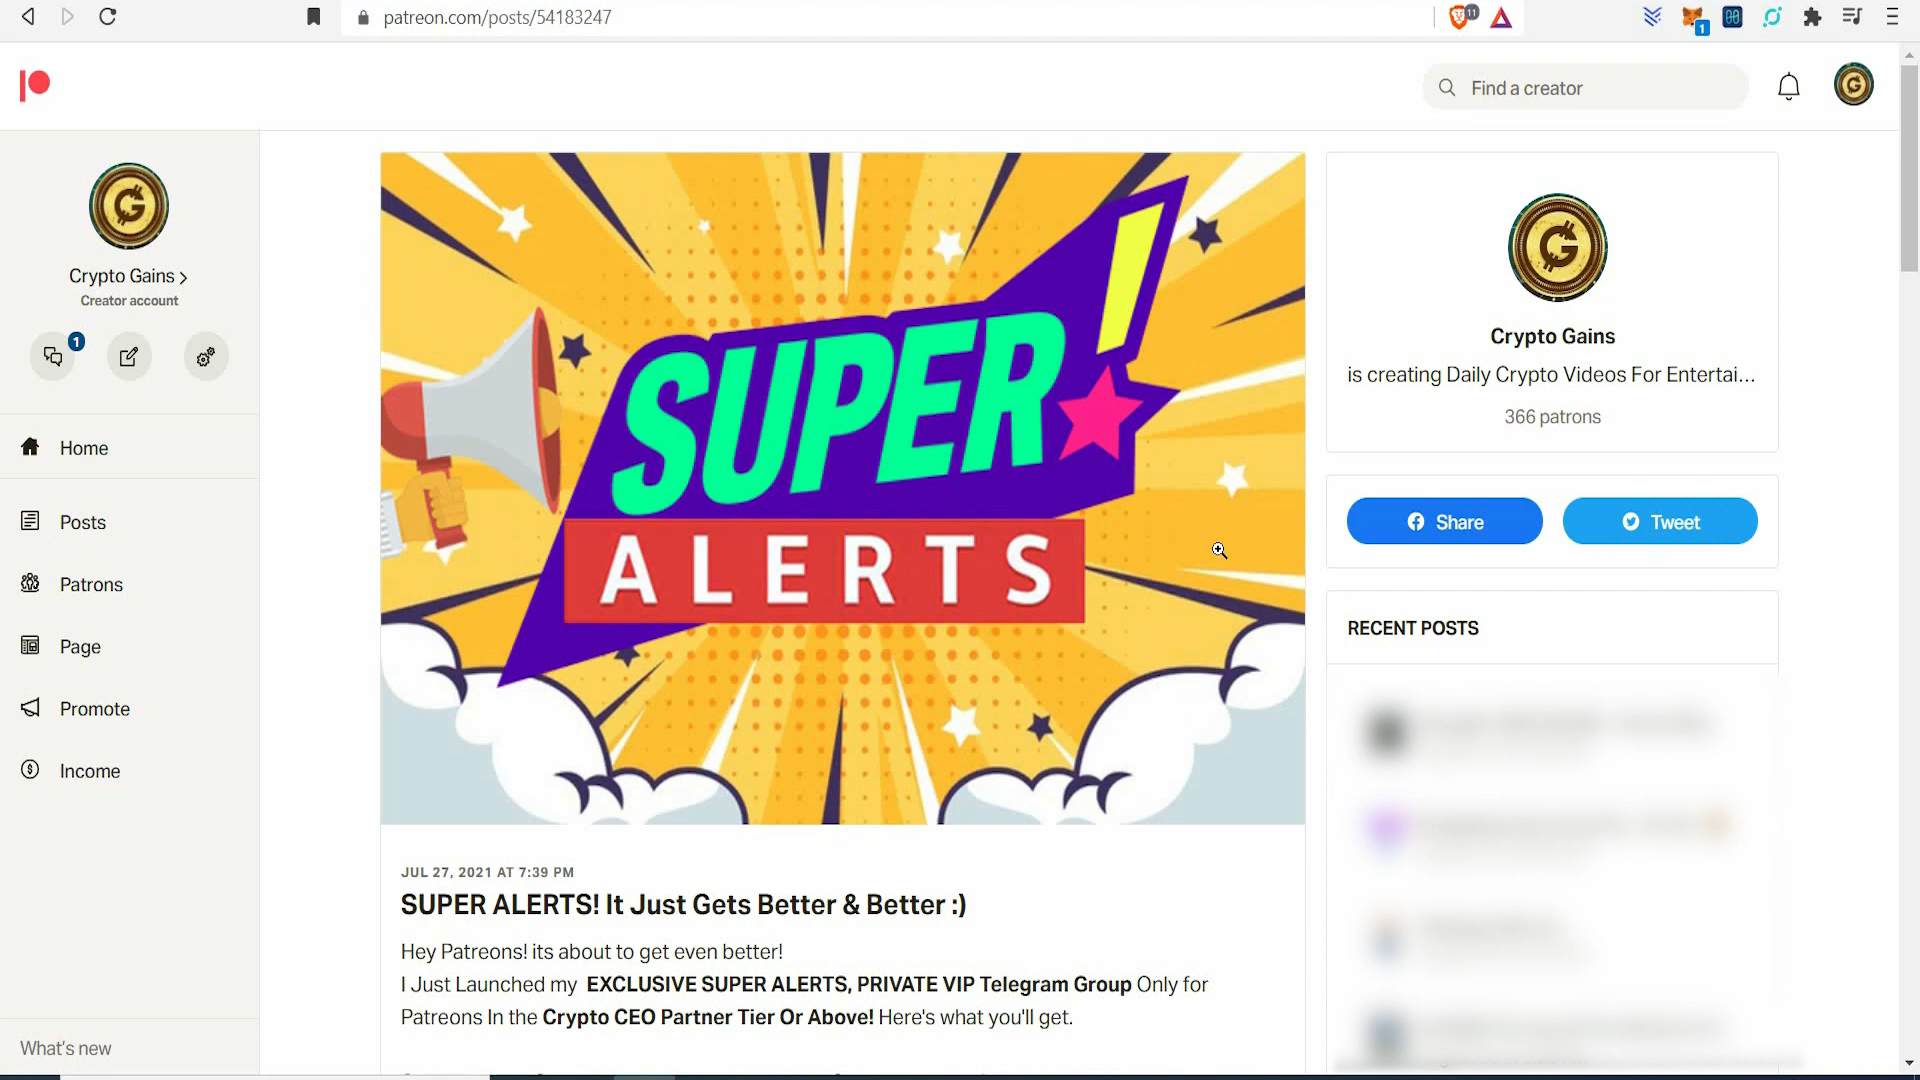 patreon.com/posts/54183247
11
1
Find a creator
Crypto Gains
Creator account
1
Home
Posts
Patrons
Page
Promote
Income
What's new
SUPER!
ALERTS
JUL 27, 2021 AT 7:39 PM
SUPER ALERTS! It Just Gets Better & Better :)
Hey Patreons! its about to get even better!
I Just Launched my EXCLUSIVE SUPER ALERTS, PRIVATE VIP Telegram Group Only for
Patreons In the Crypto CEO Partner Tier Or Above! Here's what you'll get.
Crypto Gains
is creating Daily Crypto Videos For Entertai...
366 patrons
Share
Tweet
RECENT POSTS